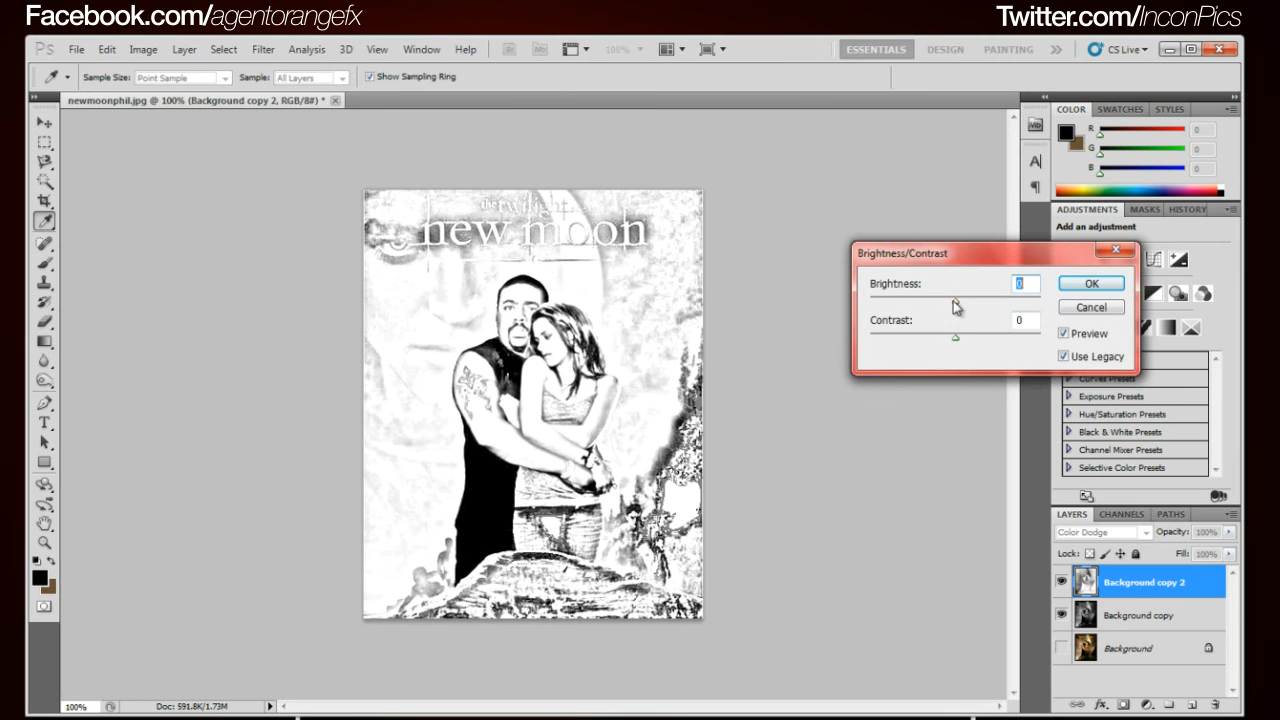 Facebook.com/agentorangefx
Twitter.com/InconPics
Ps File Edit Image Layer Select Filter Analysis 3D View Window Help Br Mb 100% ESSENTIALS DESIGN PAINTING CS Live
Sample Size: Point Sample Sample: All Layers Show Sampling Ring
newmoonphil.jpg @ 100% (Background copy 2, RGB/8#) *
COLOR SWATCHES STYLES
R 0
G 0
B 0
ADJUSTMENTS MASKS HISTORY
Add an adjustment
the twilight
new moon
Brightness/Contrast
Brightness: 0 OK
Contrast: 0 Cancel
Preview
Use Legacy
Curves Presets
Exposure Presets
Hue/Saturation Presets
Black & White Presets
Channel Mixer Presets
Selective Color Presets
LAYERS CHANNELS PATHS
Color Dodge Opacity: 100%
Lock: Fill: 100%
Background copy 2
Background copy
Background
100% Doc: 591.8K/1.73M